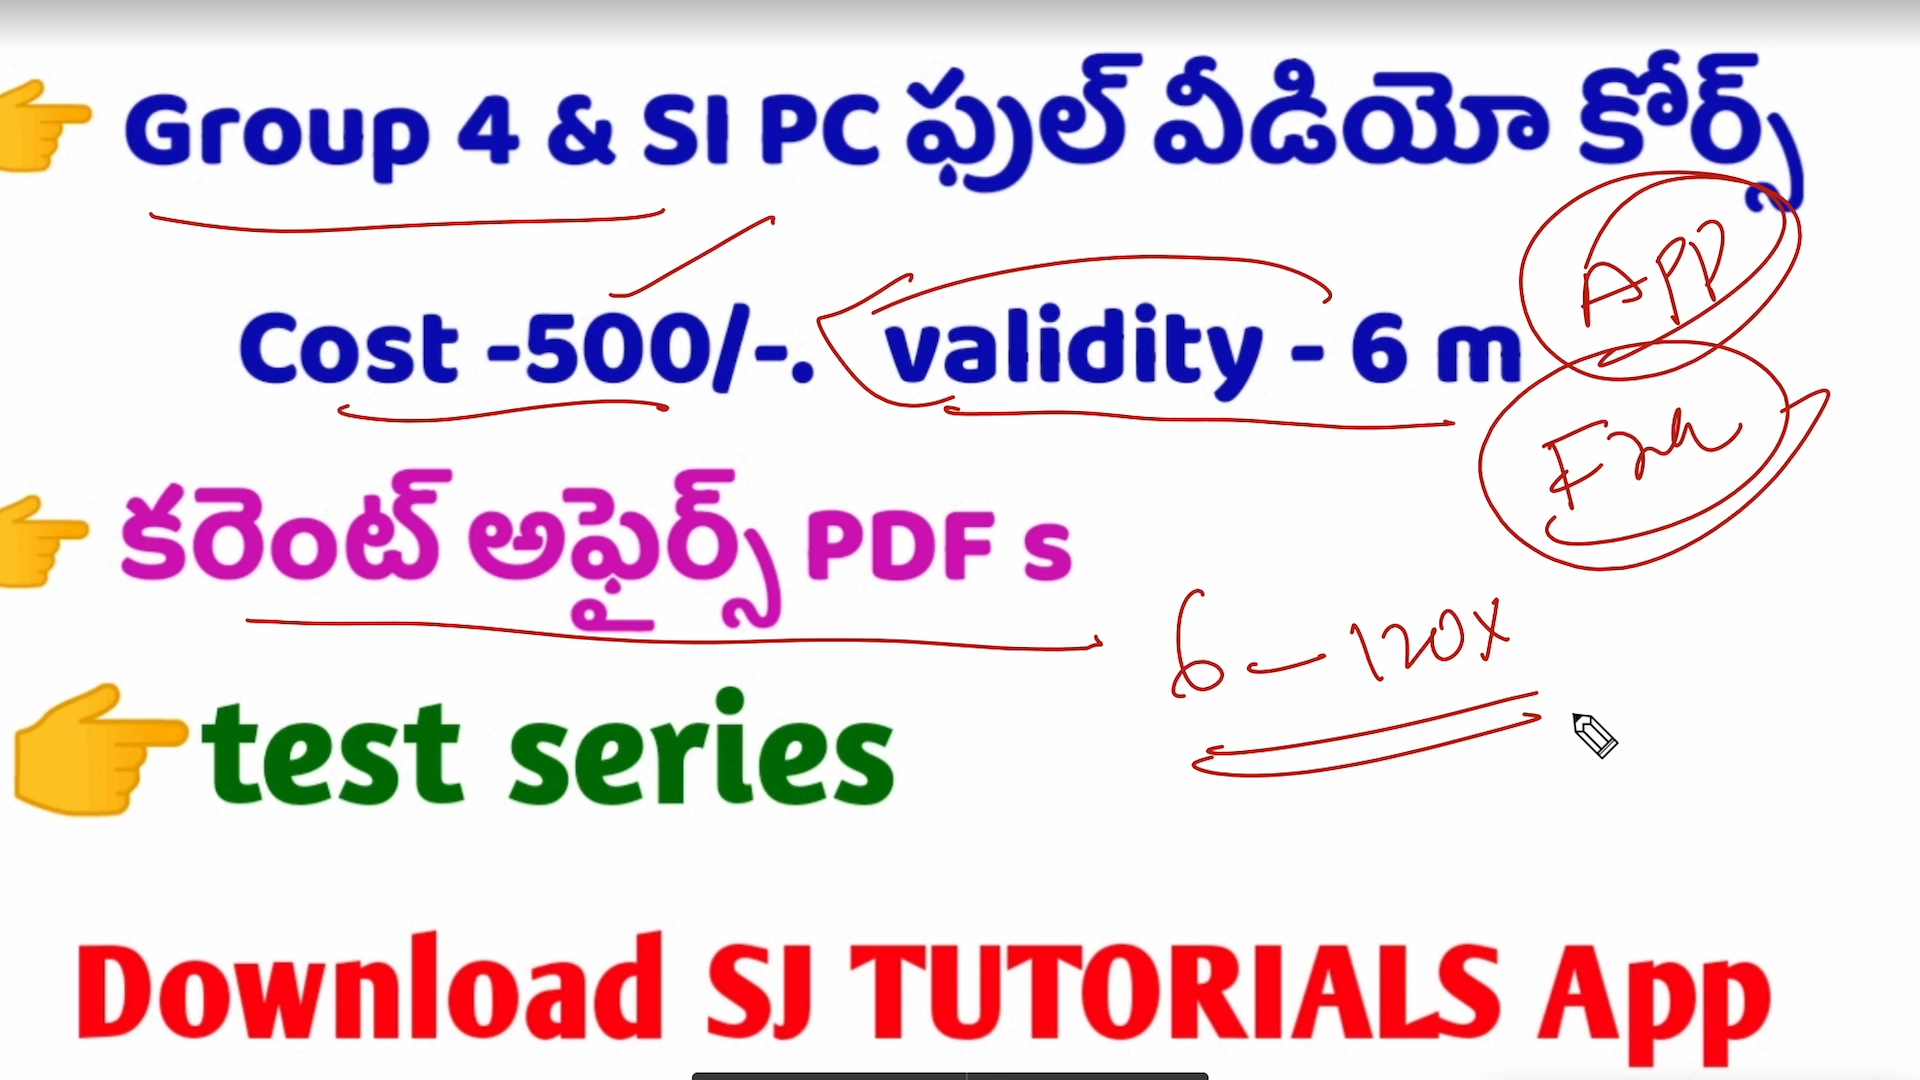 Group 4 & SI PC ఫుల్ వీడియో కోర్స్
APP
Cost -500/-. validity - 6 m
కరెంట్ అఫైర్స్ PDF s
6 - 120X
test series
Download SJ TUTORIALS App